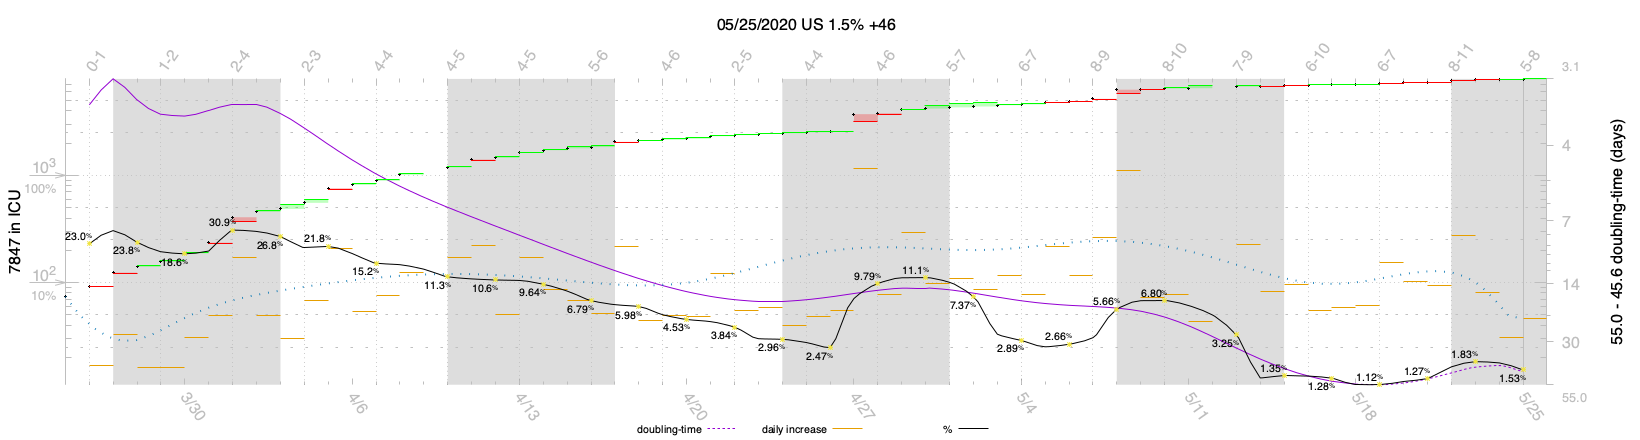 05/25/2020 US 1.5% +46
0-1 1-2 2-4 2-3 4-4 4-5 4-5 5-6 4-6 2-5 4-4 4-6 5-7 6-7 8-9 8-10 7-9 6-10 6-7 8-11 5-8
3.1
4
7
14
30
55.0
10³
100%
10²
10%
7847 in ICU
55.0 - 45.6 doubling-time (days)
23.0% 23.8% 18.6% 30.9% 26.8% 21.8% 15.2% 11.3% 10.6% 9.64% 6.79% 5.98% 4.53% 3.84% 2.96% 2.47% 9.79% 11.1% 7.37% 2.89% 2.66% 5.66% 6.80% 3.25% 1.35% 1.28% 1.12% 1.27% 1.83% 1.53%
3/30 4/6 4/13 4/20 4/27 5/4 5/11 5/18 5/25
doubling-time daily increase %